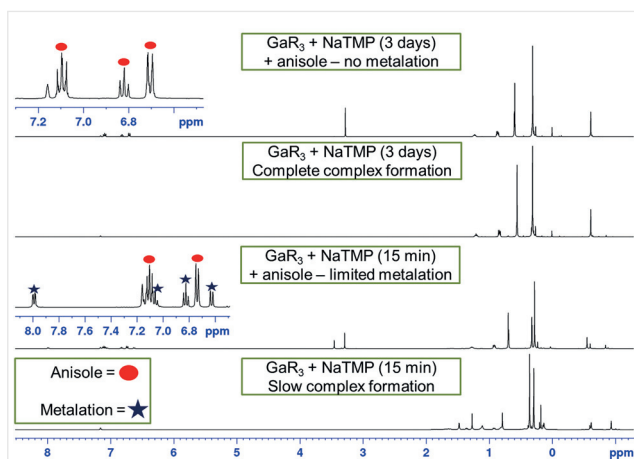 GaR3 + NaTMP (3 days)
+ anisole – no metalation
7.2 7.0 6.8 ppm
GaR3 + NaTMP (3 days)
Complete complex formation
GaR3 + NaTMP (15 min)
+ anisole – limited metalation
8.0 7.8 7.6 7.4 7.2 7.0 6.8 ppm
GaR3 + NaTMP (15 min)
Slow complex formation
Anisole =
Metalation =
8 7 6 5 4 3 2 1 0 ppm